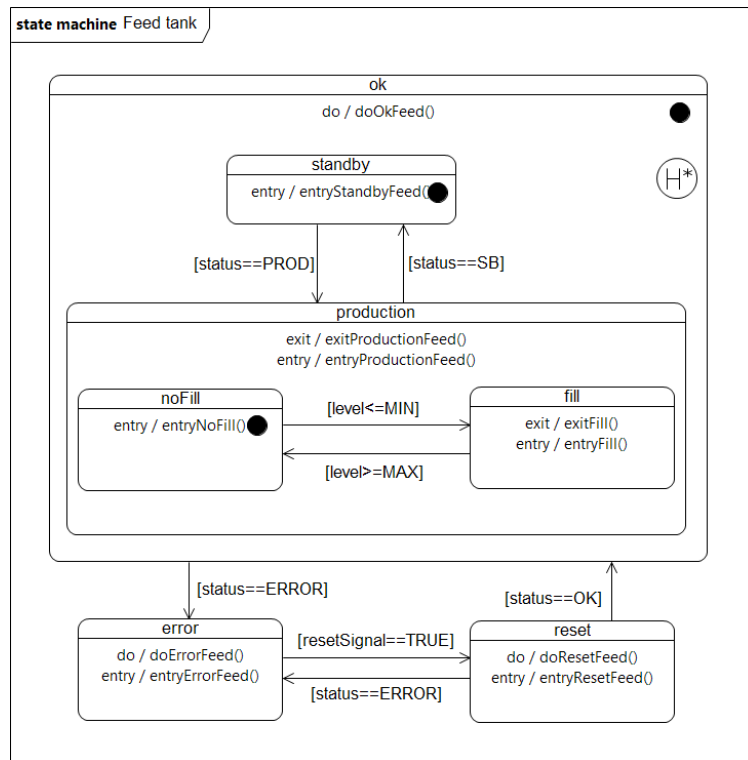 state machine Feed tank
ok
do / doOkFeed()
H*
standby
entry / entryStandbyFeed()
[status==PROD]
[status==SB]
production
exit / exitProductionFeed()
entry / entryProductionFeed()
noFill
entry / entryNoFill()
[level<=MIN]
[level>=MAX]
fill
exit / exitFill()
entry / entryFill()
[status==ERROR]
[status==OK]
error
do / doErrorFeed()
entry / entryErrorFeed()
[resetSignal==TRUE]
[status==ERROR]
reset
do / doResetFeed()
entry / entryResetFeed()